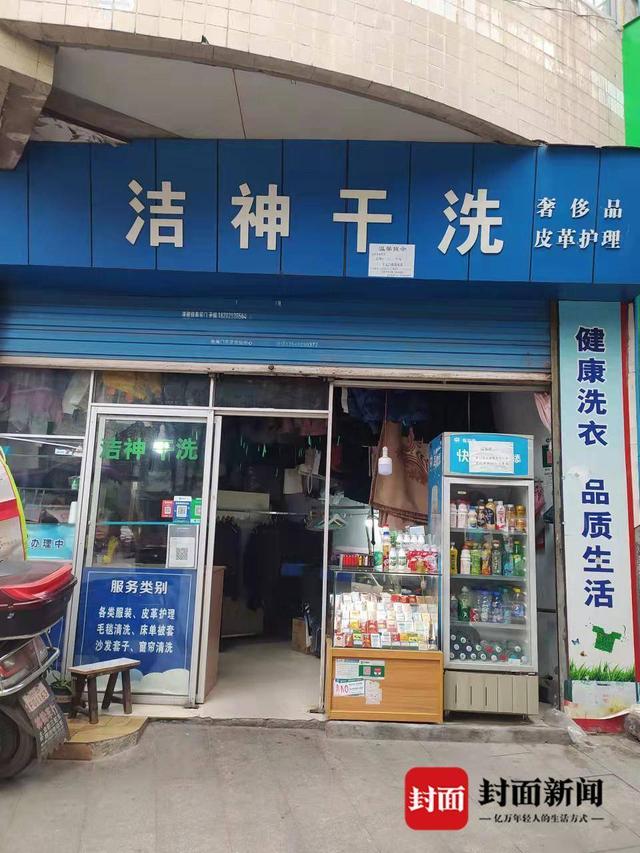 洁神干洗
奢侈品
皮革护理
温馨提示
健康洗衣 品质生活
洁神干洗
快
办理中
服务类别
各类服装、皮革护理
毛毯清洗、床单被套
沙发套子、窗帘清洗
封面
封面新闻
亿万年轻人的生活方式